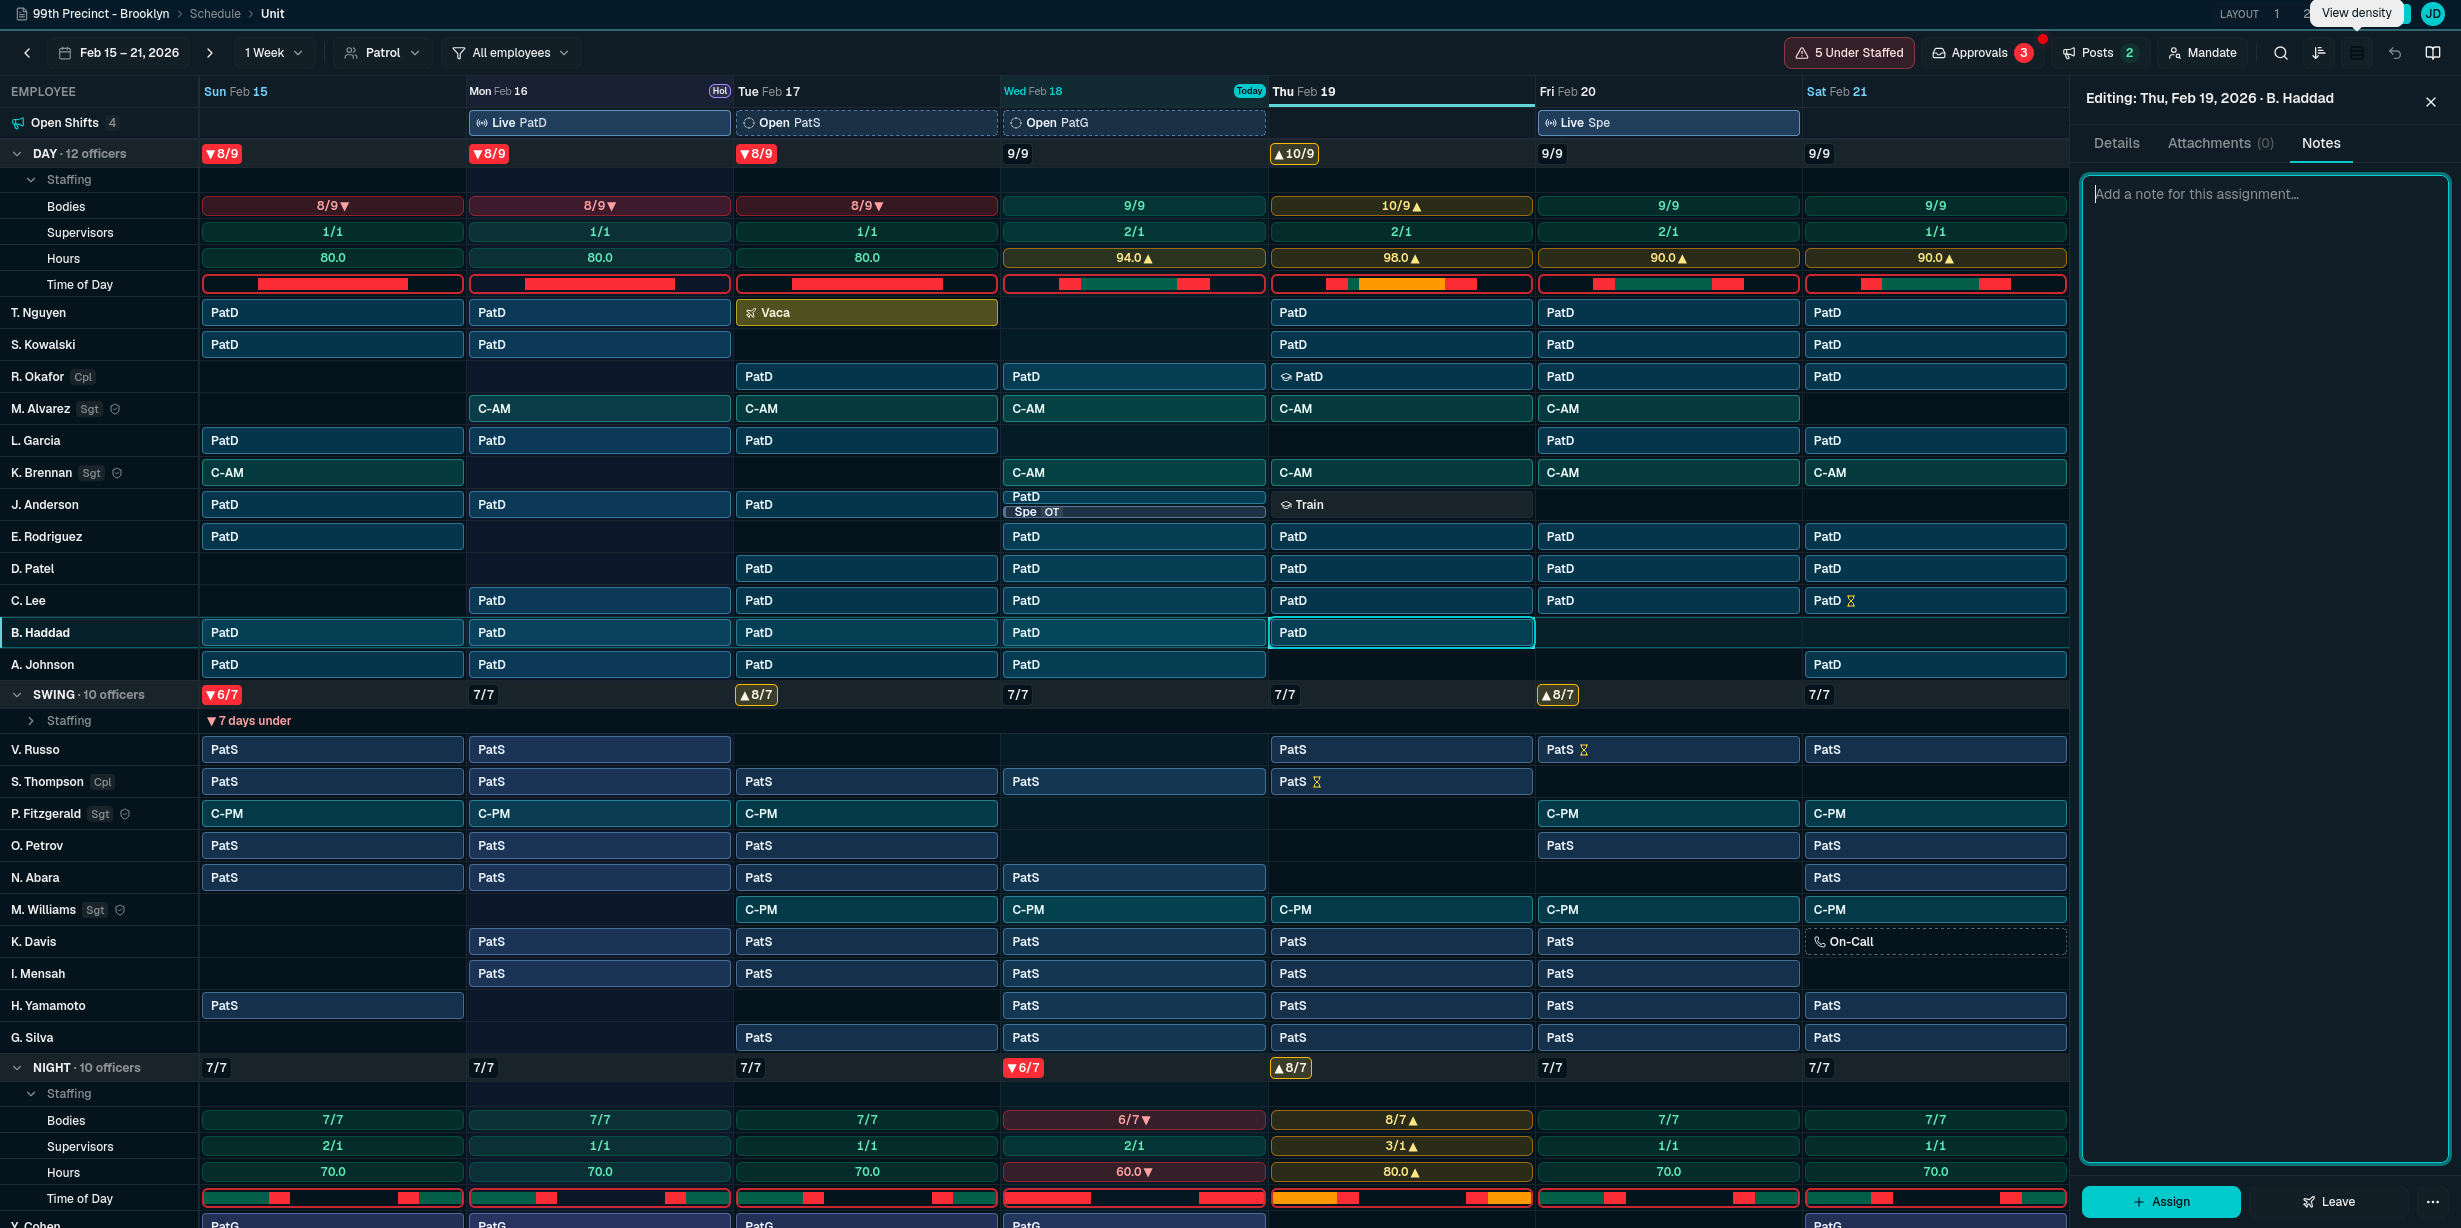 99th Precinct - Brooklyn > Schedule > Unit LAYOUT 1 2 View density JD
Feb 15 – 21, 2026 1 Week Patrol All employees 5 Under Staffed Approvals 3 Posts 2 Mandate
EMPLOYEE Sun Feb 15 Mon Feb 16 Hol Tue Feb 17 Wed Feb 18 Today Thu Feb 19 Fri Feb 20 Sat Feb 21
Open Shifts 4 Live PatD Open PatS Open PatG Live Spe
DAY · 12 officers ▼8/9 ▼8/9 ▼8/9 9/9 ▲10/9 9/9 9/9
Staffing
Bodies 8/9▼ 8/9▼ 8/9▼ 9/9 10/9▲ 9/9 9/9
Supervisors 1/1 1/1 1/1 2/1 2/1 2/1 1/1
Hours 80.0 80.0 80.0 94.0▲ 98.0▲ 90.0▲ 90.0▲
Time of Day
T. Nguyen PatD PatD Vaca PatD PatD PatD
S. Kowalski PatD PatD PatD PatD PatD
R. Okafor Cpl PatD PatD PatD PatD PatD
M. Alvarez Sgt C-AM C-AM C-AM C-AM C-AM
L. Garcia PatD PatD PatD PatD PatD
K. Brennan Sgt C-AM C-AM C-AM C-AM C-AM
J. Anderson PatD PatD PatD PatD Train
Spe OT
E. Rodriguez PatD PatD PatD PatD PatD
D. Patel PatD PatD PatD PatD PatD
C. Lee PatD PatD PatD PatD PatD PatD
B. Haddad PatD PatD PatD PatD PatD
A. Johnson PatD PatD PatD PatD PatD
SWING · 10 officers ▼6/7 7/7 ▲8/7 7/7 7/7 ▲8/7 7/7
Staffing ▼7 days under
V. Russo PatS PatS PatS PatS PatS
S. Thompson Cpl PatS PatS PatS PatS PatS
P. Fitzgerald Sgt C-PM C-PM C-PM C-PM C-PM
O. Petrov PatS PatS PatS PatS PatS
N. Abara PatS PatS PatS PatS PatS
M. Williams Sgt C-PM C-PM C-PM C-PM C-PM
K. Davis PatS PatS PatS PatS PatS On-Call
I. Mensah PatS PatS PatS PatS PatS
H. Yamamoto PatS PatS PatS PatS PatS
G. Silva PatS PatS PatS PatS PatS
NIGHT · 10 officers 7/7 7/7 7/7 ▼6/7 ▲8/7 7/7 7/7
Staffing
Bodies 7/7 7/7 7/7 6/7▼ 8/7▲ 7/7 7/7
Supervisors 2/1 1/1 1/1 2/1 3/1▲ 1/1 1/1
Hours 70.0 70.0 70.0 60.0▼ 80.0▲ 70.0 70.0
Time of Day
Y. Cohen PatG PatG PatG PatG PatG
Editing: Thu, Feb 19, 2026 · B. Haddad
Details Attachments (0) Notes
Add a note for this assignment...
Assign Leave